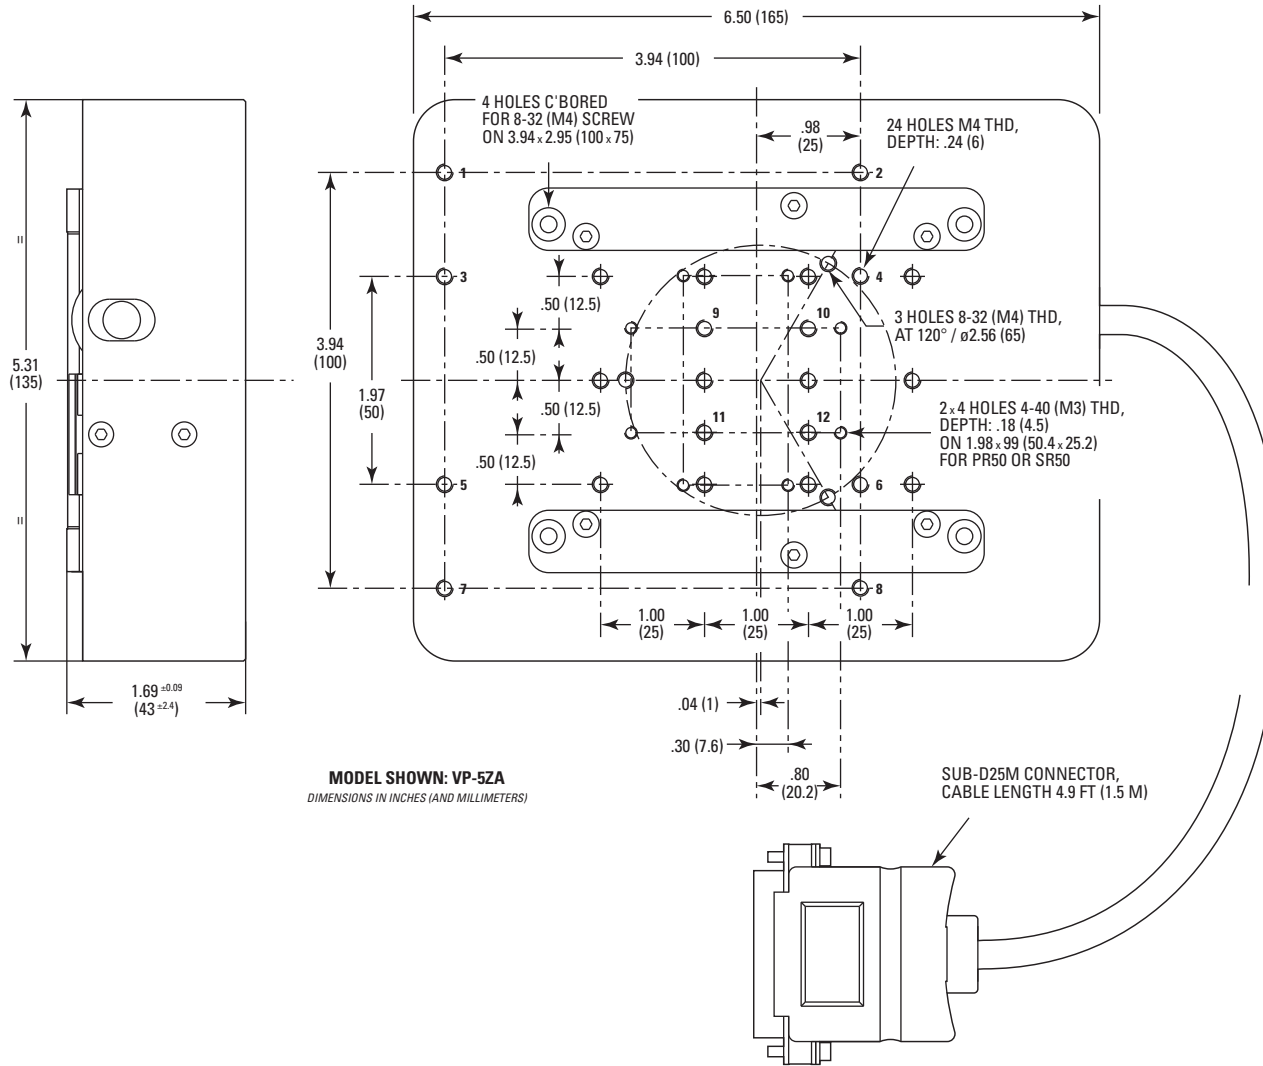 6.50 (165)
3.94 (100)
4 HOLES C'BORED
FOR 8-32 (M4) SCREW
ON 3.94 x 2.95 (100 x 75)
.98
(25)
24 HOLES M4 THD,
DEPTH: .24 (6)
1
2
=
3
4
.50 (12.5)
3 HOLES 8-32 (M4) THD,
AT 120° / ø2.56 (65)
9
10
5.31
(135)
3.94
(100)
.50 (12.5)
1.97
(50)
.50 (12.5)
2 x 4 HOLES 4-40 (M3) THD,
DEPTH: .18 (4.5)
ON 1.98 x 99 (50.4 x 25.2)
FOR PR50 OR SR50
11
12
.50 (12.5)
5
6
=
7
8
1.00
(25)
1.00
(25)
1.00
(25)
1.69 ±0.09
(43 ±2.4)
.04 (1)
.30 (7.6)
.80
(20.2)
MODEL SHOWN: VP-5ZA
DIMENSIONS IN INCHES (AND MILLIMETERS)
SUB-D25M CONNECTOR,
CABLE LENGTH 4.9 FT (1.5 M)